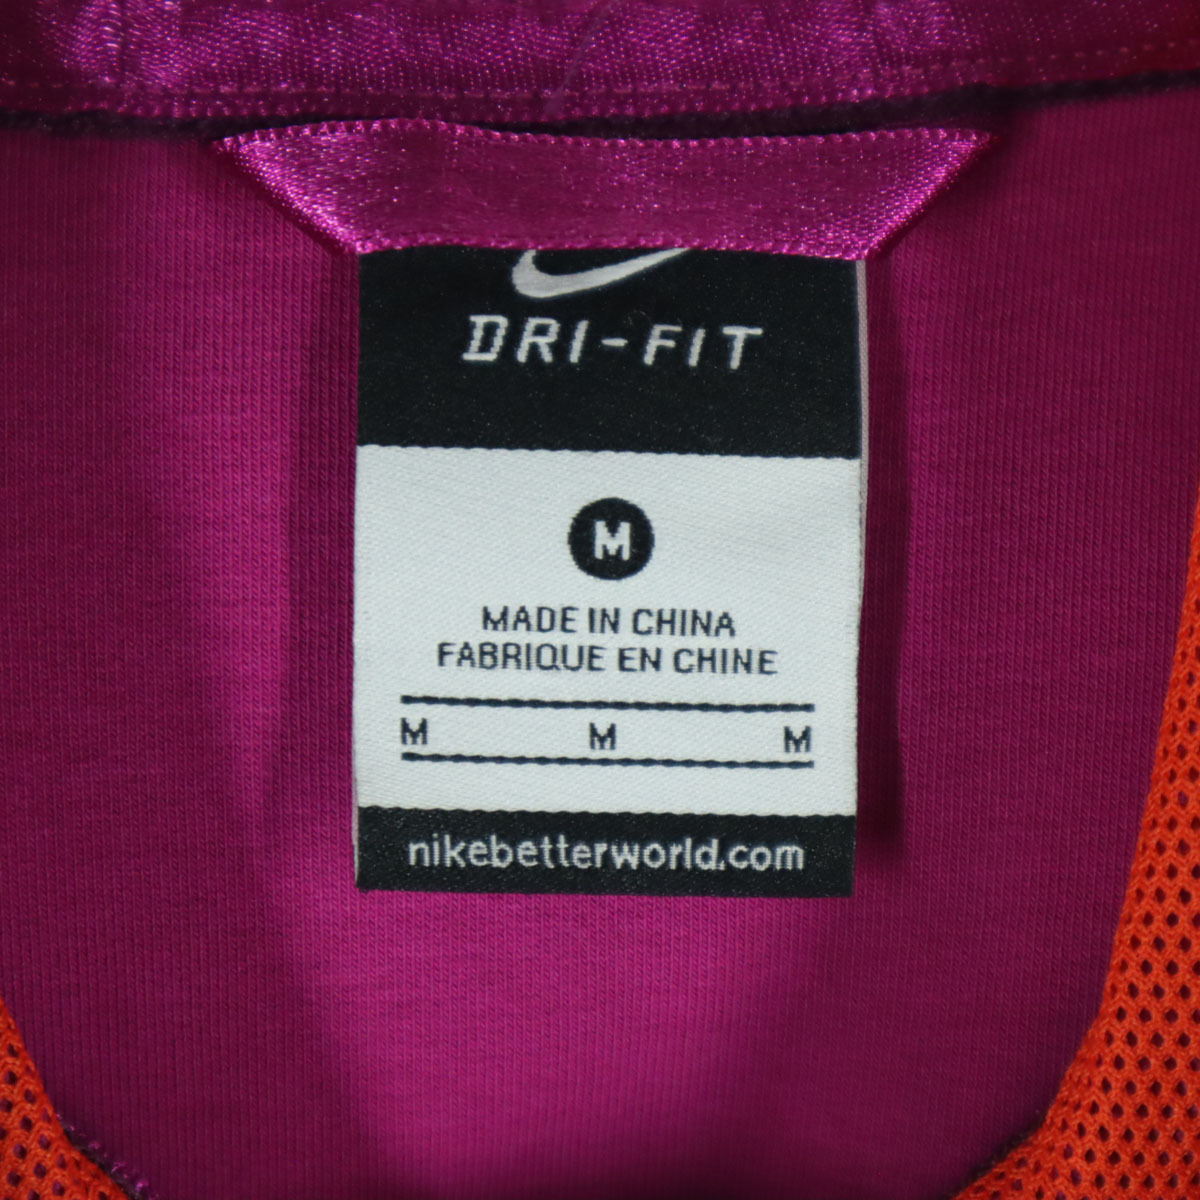 DRI-FIT
M
MADE IN CHINA
FABRIQUE EN CHINE
M M M
nikebetterworld.com